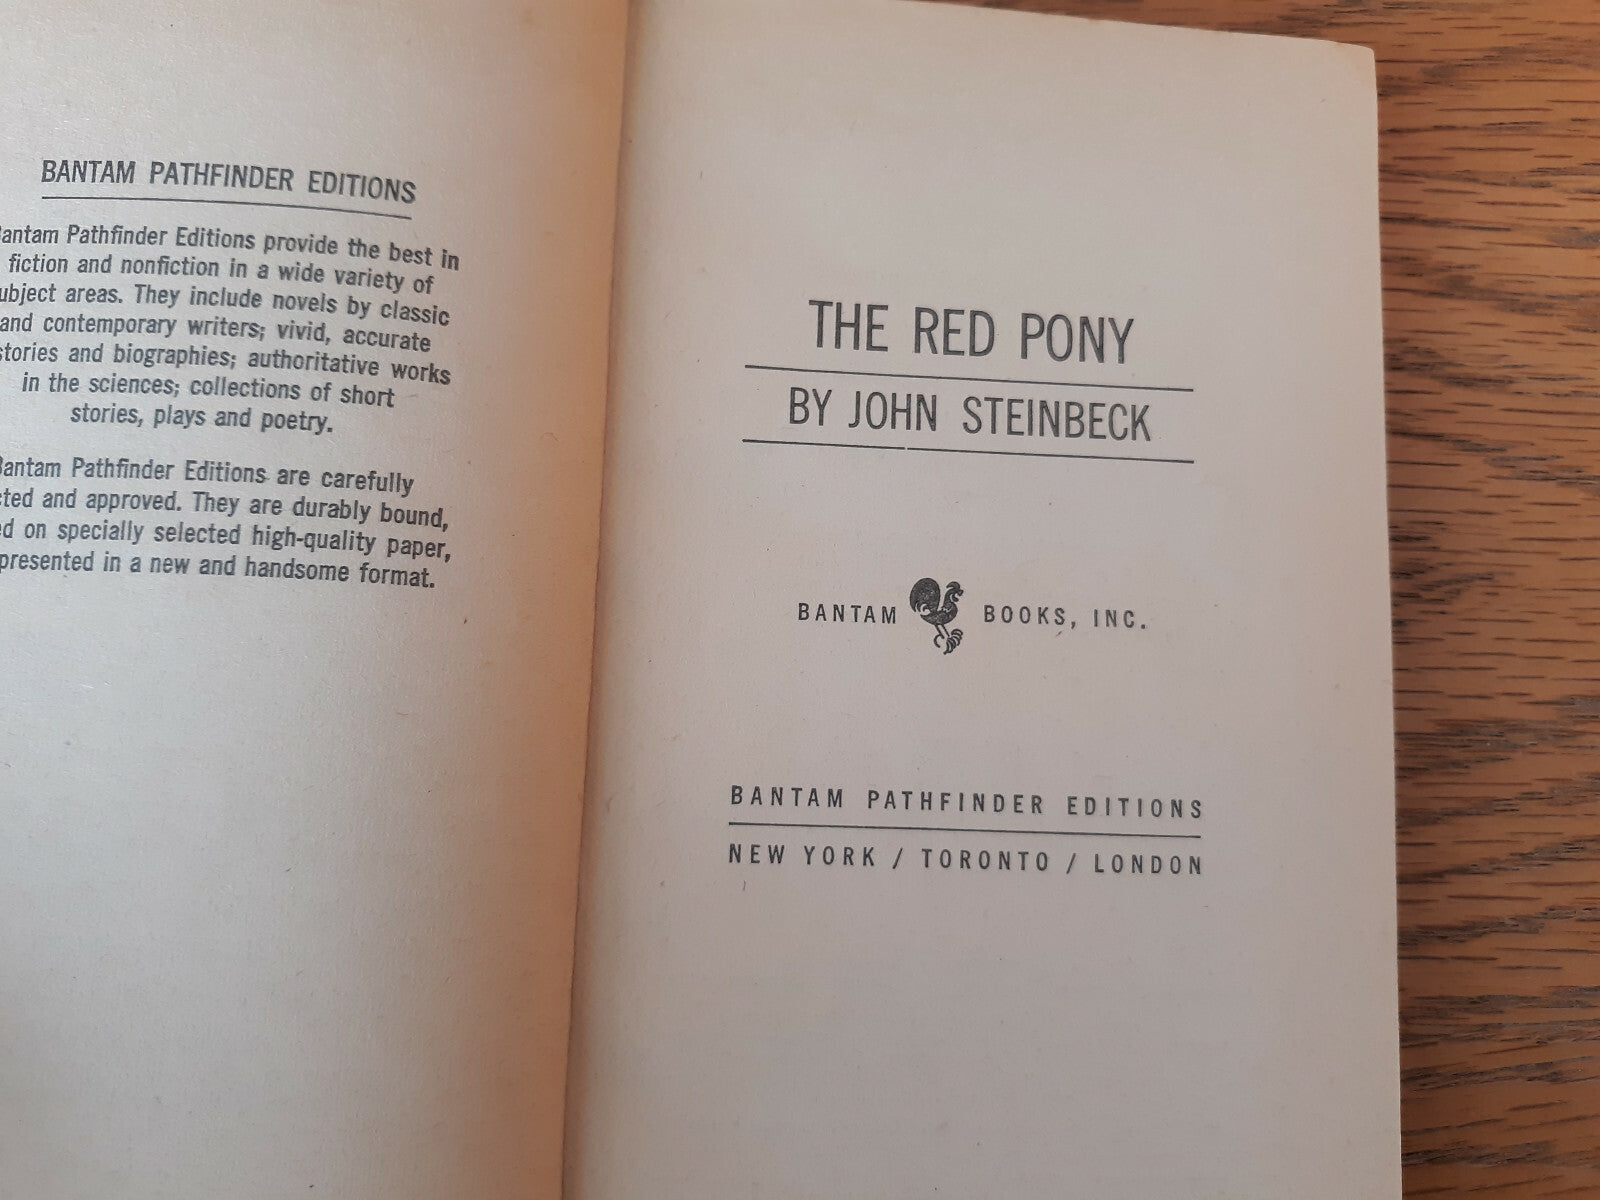 BANTAM PATHFINDER EDITIONS
antam Pathfinder Editions provide the best in
fiction and nonfiction in a wide variety of
ubject areas. They include novels by classic
and contemporary writers; vivid, accurate
stories and biographies; authoritative works
in the sciences; collections of short
stories, plays and poetry.
Bantam Pathfinder Editions are carefully
cted and approved. They are durably bound,
ed on specially selected high-quality paper,
presented in a new and handsome format.
THE RED PONY
BY JOHN STEINBECK
BANTAM BOOKS, INC.
BANTAM PATHFINDER EDITIONS
NEW YORK / TORONTO / LONDON